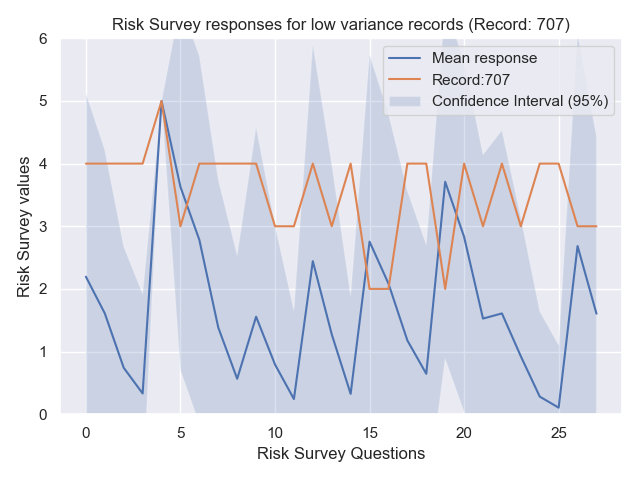 Risk Survey responses for low variance records (Record: 707)
6
5
4
3
2
1
0
Risk Survey values
Mean response
Record:707
Confidence Interval (95%)
0
5
10
15
20
25
Risk Survey Questions